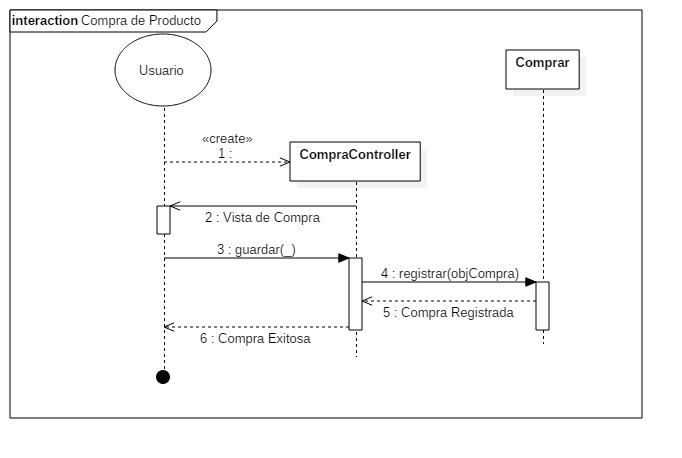 interaction Compra de Producto
Usuario
Comprar
«create»
1 :
CompraController
2 : Vista de Compra
3 : guardar(_)
4 : registrar(objCompra)
5 : Compra Registrada
6 : Compra Exitosa